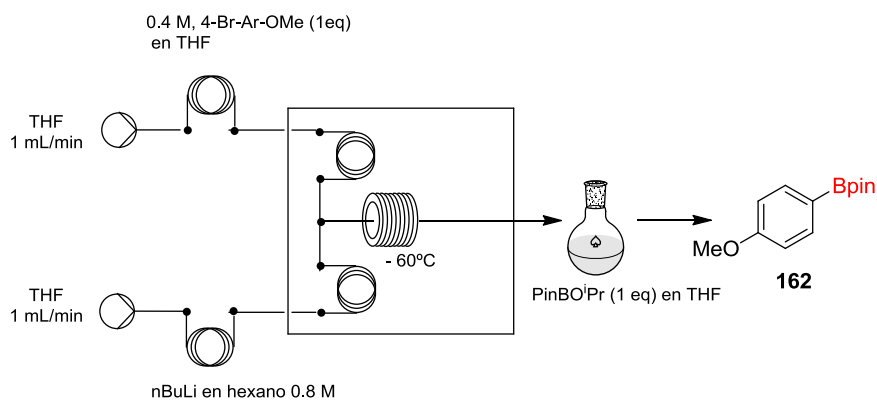 0.4 M, 4-Br-Ar-OMe (1eq)
en THF
THF
1 mL/min
- 60ºC
PinBOⁱPr (1 eq) en THF
Bpin
MeO
162
THF
1 mL/min
nBuLi en hexano 0.8 M